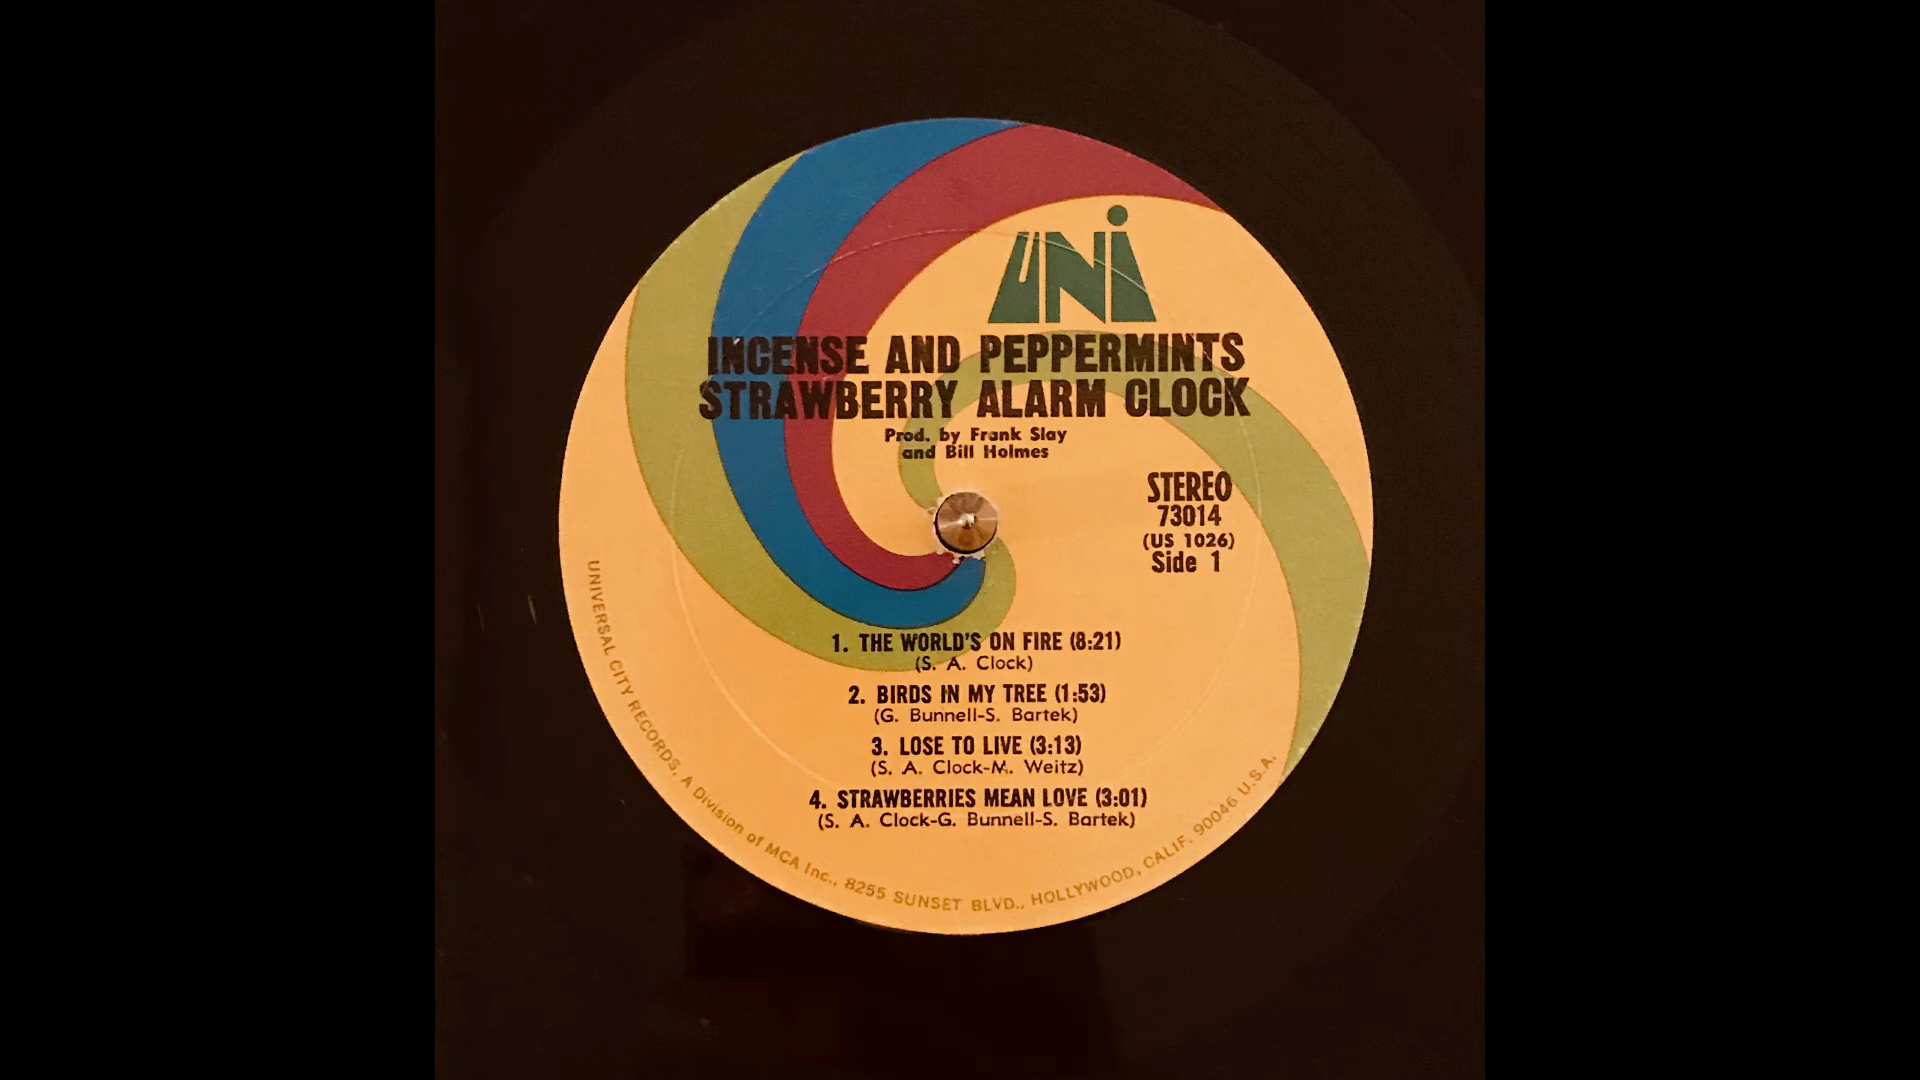 UNI
INCENSE AND PEPPERMINTS
STRAWBERRY ALARM CLOCK
Prod. by Frank Slay
and Bill Holmes
STEREO
73014
(US 1026)
Side 1
1. THE WORLD'S ON FIRE (8:21)
(S. A. Clock)
2. BIRDS IN MY TREE (1:53)
(G. Bunnell-S. Bartek)
3. LOSE TO LIVE (3:13)
(S. A. Clock-M. Weitz)
4. STRAWBERRIES MEAN LOVE (3:01)
(S. A. Clock-G. Bunnell-S. Bartek)
UNIVERSAL CITY RECORDS, A Division of MCA Inc., 8255 SUNSET BLVD., HOLLYWOOD, CALIF. 90046 U.S.A.